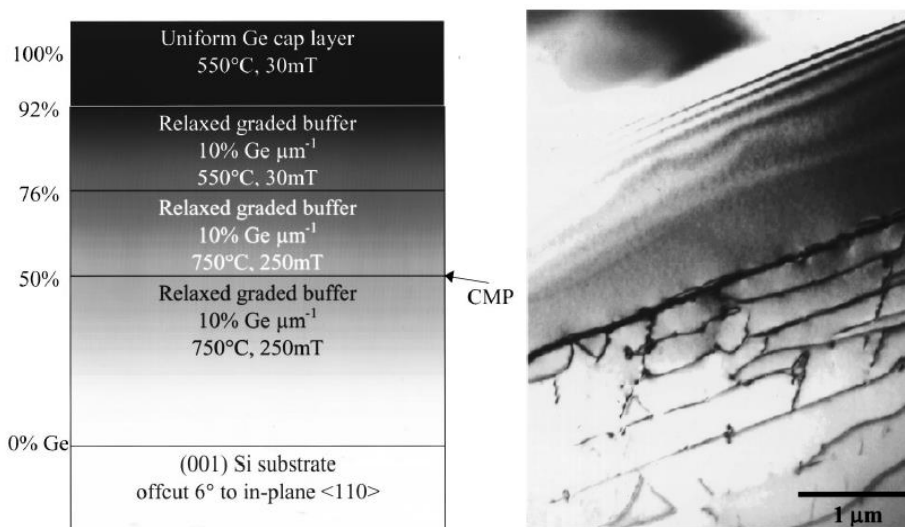 100%
Uniform Ge cap layer
550°C, 30mT
92%
Relaxed graded buffer
10% Ge µm⁻¹
550°C, 30mT
76%
Relaxed graded buffer
10% Ge µm⁻¹
750°C, 250mT
50%
CMP
Relaxed graded buffer
10% Ge µm⁻¹
750°C, 250mT
0% Ge
(001) Si substrate
offcut 6° to in-plane <110>
1 µm